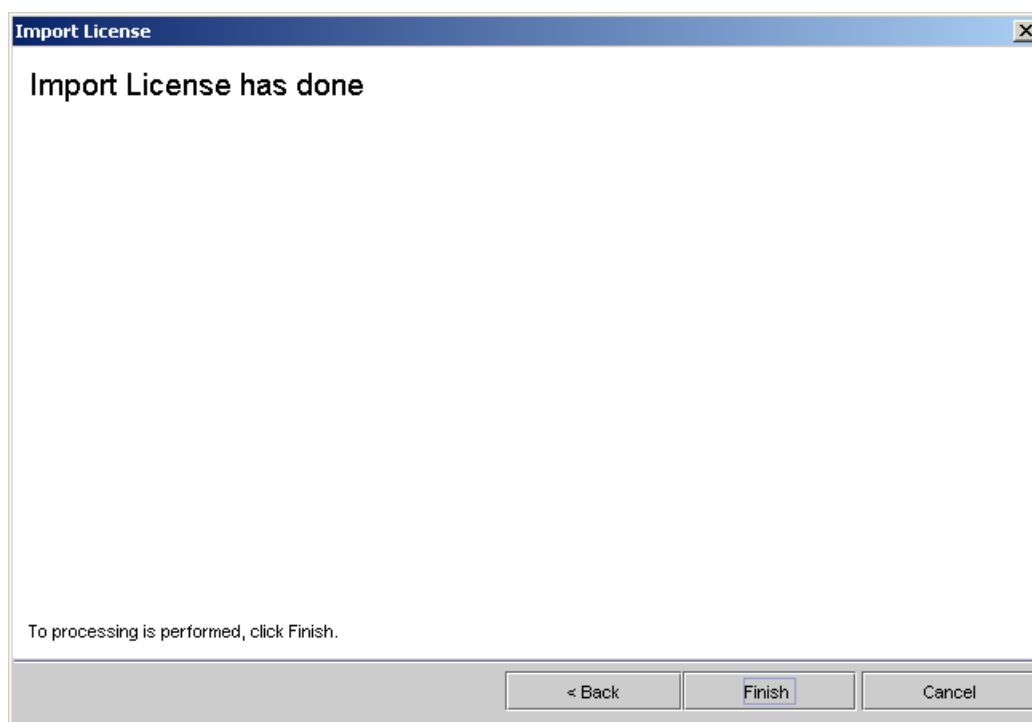 Import License
Import License has done
To processing is performed, click Finish.
< Back
Finish
Cancel